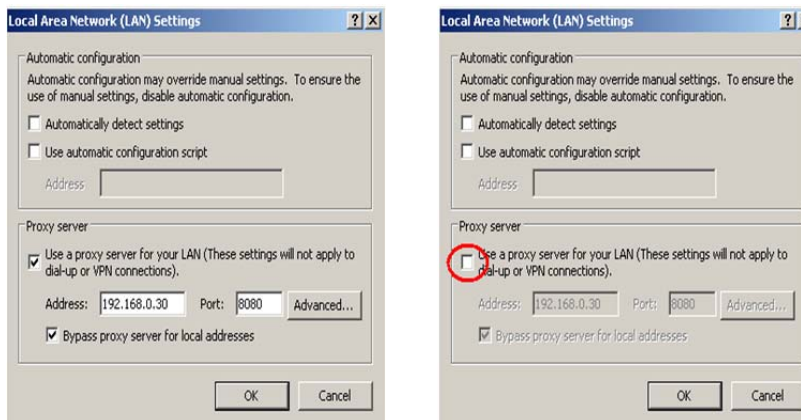 Local Area Network (LAN) Settings
Automatic configuration
Automatic configuration may override manual settings. To ensure the
use of manual settings, disable automatic configuration.
Automatically detect settings
Use automatic configuration script
Address
Proxy server
Use a proxy server for your LAN (These settings will not apply to
dial-up or VPN connections).
Address: 192.168.0.30 Port: 8080 Advanced...
Bypass proxy server for local addresses
OK Cancel
Local Area Network (LAN) Settings
Automatic configuration
Automatic configuration may override manual settings. To ensure the
use of manual settings, disable automatic configuration.
Automatically detect settings
Use automatic configuration script
Address
Proxy server
Use a proxy server for your LAN (These settings will not apply to
dial-up or VPN connections).
Address: 192.168.0.30 Port: 8080 Advanced...
Bypass proxy server for local addresses
OK Cancel